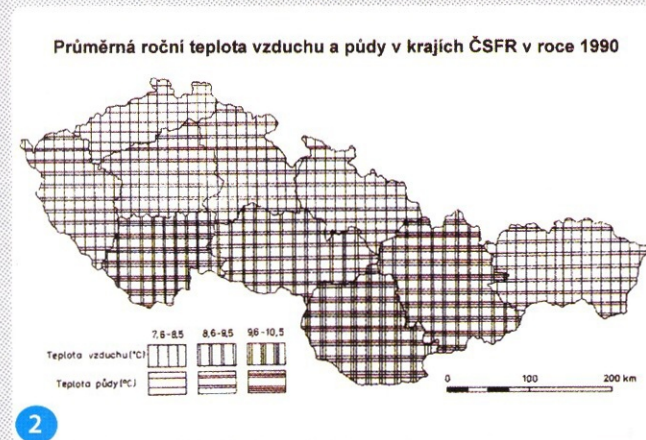 Průměrná roční teplota vzduchu a půdy v krajích ČSFR v roce 1990
7,6-8,5 8,6-9,5 9,6-10,5
Teplota vzduchu (°C)
Teplota půdy (°C)
0 100 200 km
2